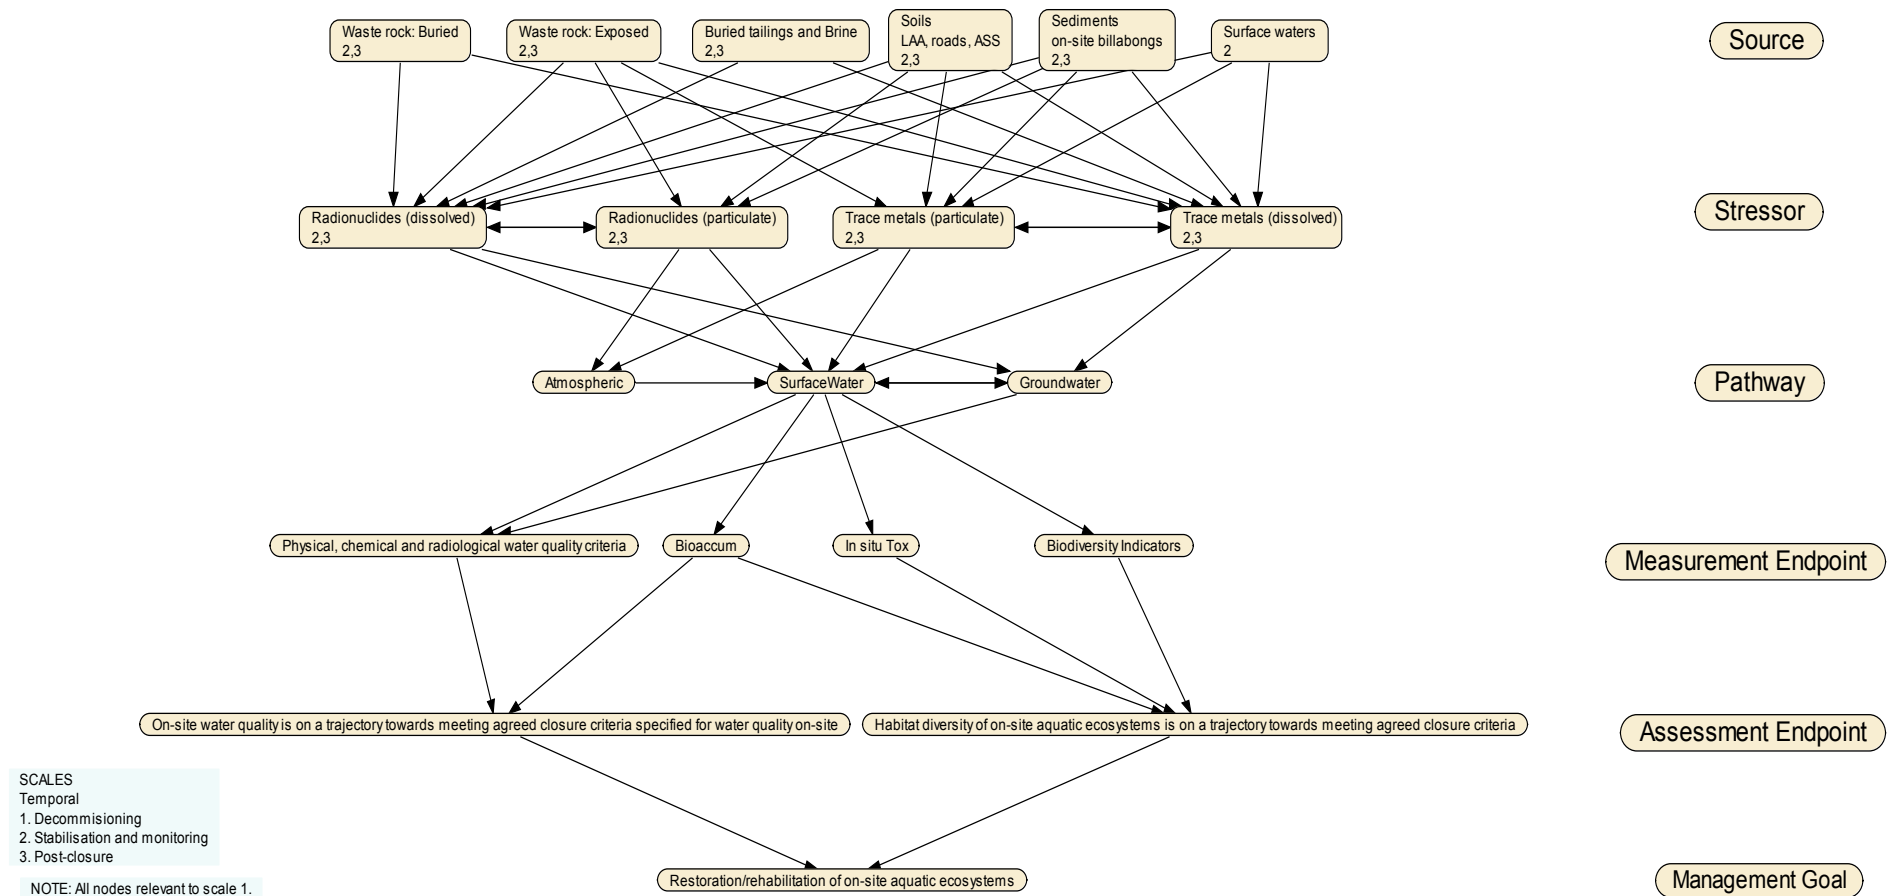 Waste rock: Buried
2,3
Waste rock: Exposed
2,3
Buried tailings and Brine
2,3
Soils
LAA, roads, ASS
2,3
Sediments
on-site billabongs
2,3
Surface waters
2
Source
Radionuclides (dissolved)
2,3
Radionuclides (particulate)
2,3
Trace metals (particulate)
2,3
Trace metals (dissolved)
2,3
Stressor
Atmospheric
SurfaceWater
Groundwater
Pathway
Physical, chemical and radiological water quality criteria
Bioaccum
In situ Tox
Biodiversity Indicators
Measurement Endpoint
On-site water quality is on a trajectory towards meeting agreed closure criteria specified for water quality on-site
Habitat diversity of on-site aquatic ecosystems is on a trajectory towards meeting agreed closure criteria
Assessment Endpoint
SCALES
Temporal
1. Decommisioning
2. Stabilisation and monitoring
3. Post-closure
NOTE: All nodes relevant to scale 1.
Restoration/rehabilitation of on-site aquatic ecosystems
Management Goal